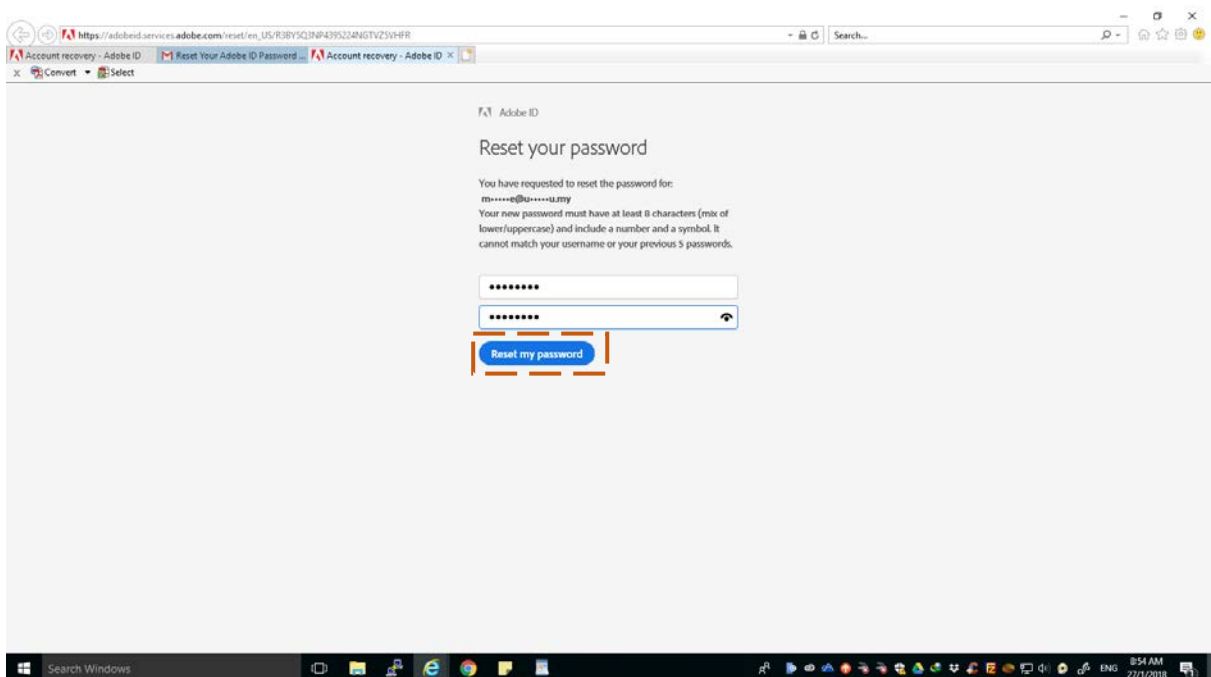 https://adobeid.services.adobe.com/reset/en_US/R3BYSQ3NP4395224NGTVZ5VHFR
Search...
Account recovery - Adobe ID
Reset Your Adobe ID Password ...
Account recovery - Adobe ID
x Convert Select
Adobe ID
Reset your password
You have requested to reset the password for:
m•••••e@u•••••u.my
Your new password must have at least 8 characters (mix of
lower/uppercase) and include a number and a symbol. It
cannot match your username or your previous 5 passwords.
••••••••
••••••••
Reset my password
Search Windows
ENG
8:54 AM
27/1/2018